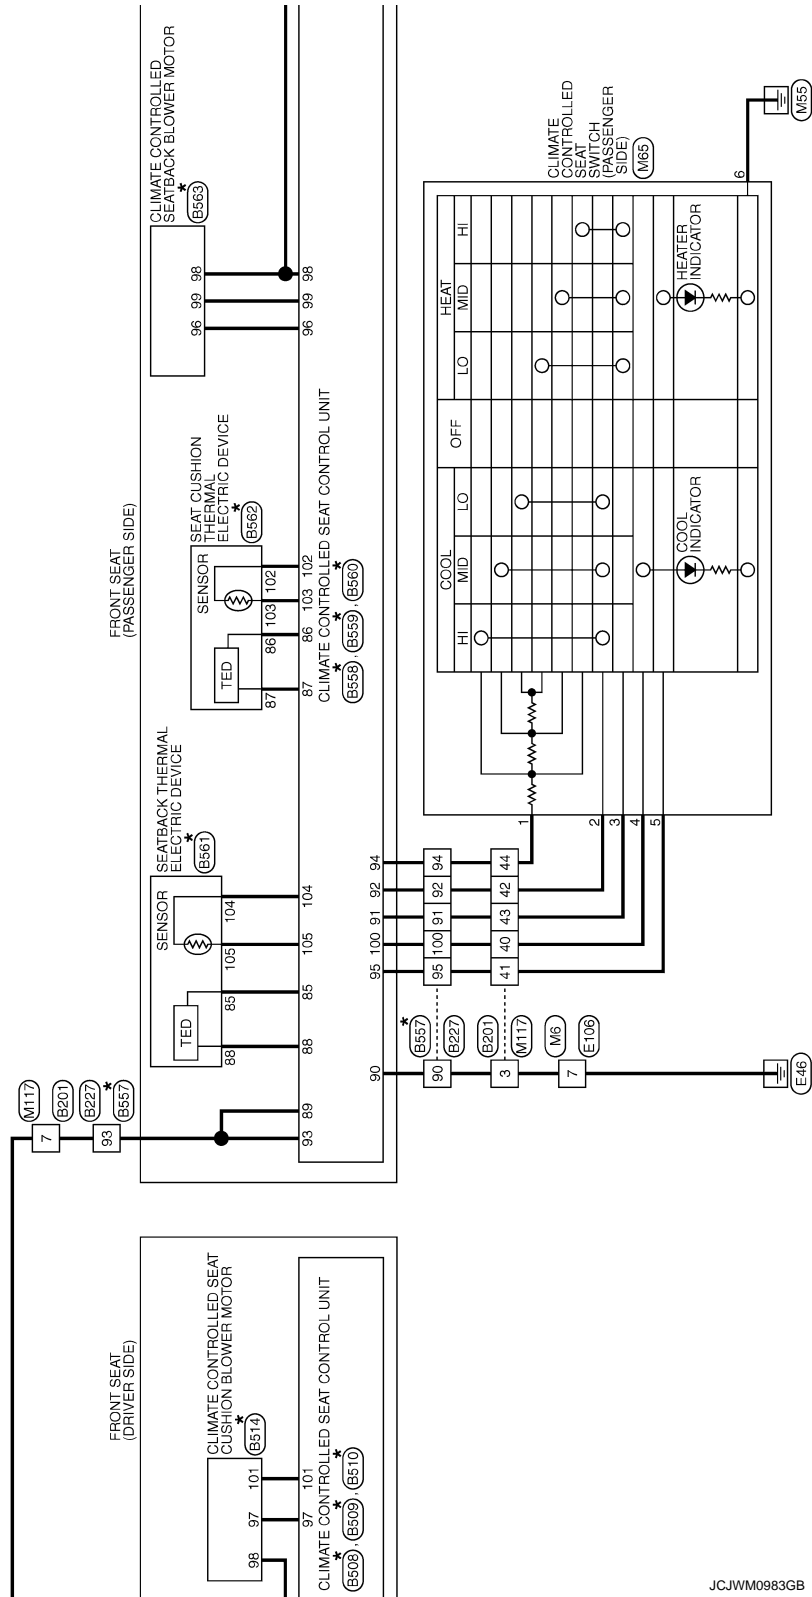 CLIMATE CONTROLLED
SEATBACK BLOWER MOTOR
*
B563
98
99
96
98
99
96
FRONT SEAT
(PASSENGER SIDE)
SEAT CUSHION
THERMAL
ELECTRIC DEVICE
*
B562
SENSOR
TED
102
103
86
87
102
103
86
87
CLIMATE CONTROLLED SEAT CONTROL UNIT
* * *
B558 , B559 , B560
SEATBACK THERMAL
ELECTRIC DEVICE
*
B561
SENSOR
TED
104
105
85
88
104
105
85
88
89
93
M117
B201
B227
*
B557
7
93
94
92
91
100
95
90
94
92
91
100
95
90
44
42
43
40
41
3
7
*
B557
B227
B201
M117
M6
E106
E46
CLIMATE
CONTROLLED
SEAT
SWITCH
(PASSENGER
SIDE)
M65
M55
6
COOL
OFF
HEAT
HI
MID
LO
LO
MID
HI
COOL
INDICATOR
HEATER
INDICATOR
1
2
3
4
5
FRONT SEAT
(DRIVER SIDE)
CLIMATE CONTROLLED SEAT
CUSHION BLOWER MOTOR
*
B514
101
97
98
101
97
CLIMATE CONTROLLED SEAT CONTROL UNIT
* * *
B508 , B509 , B510
JCJWM0983GB